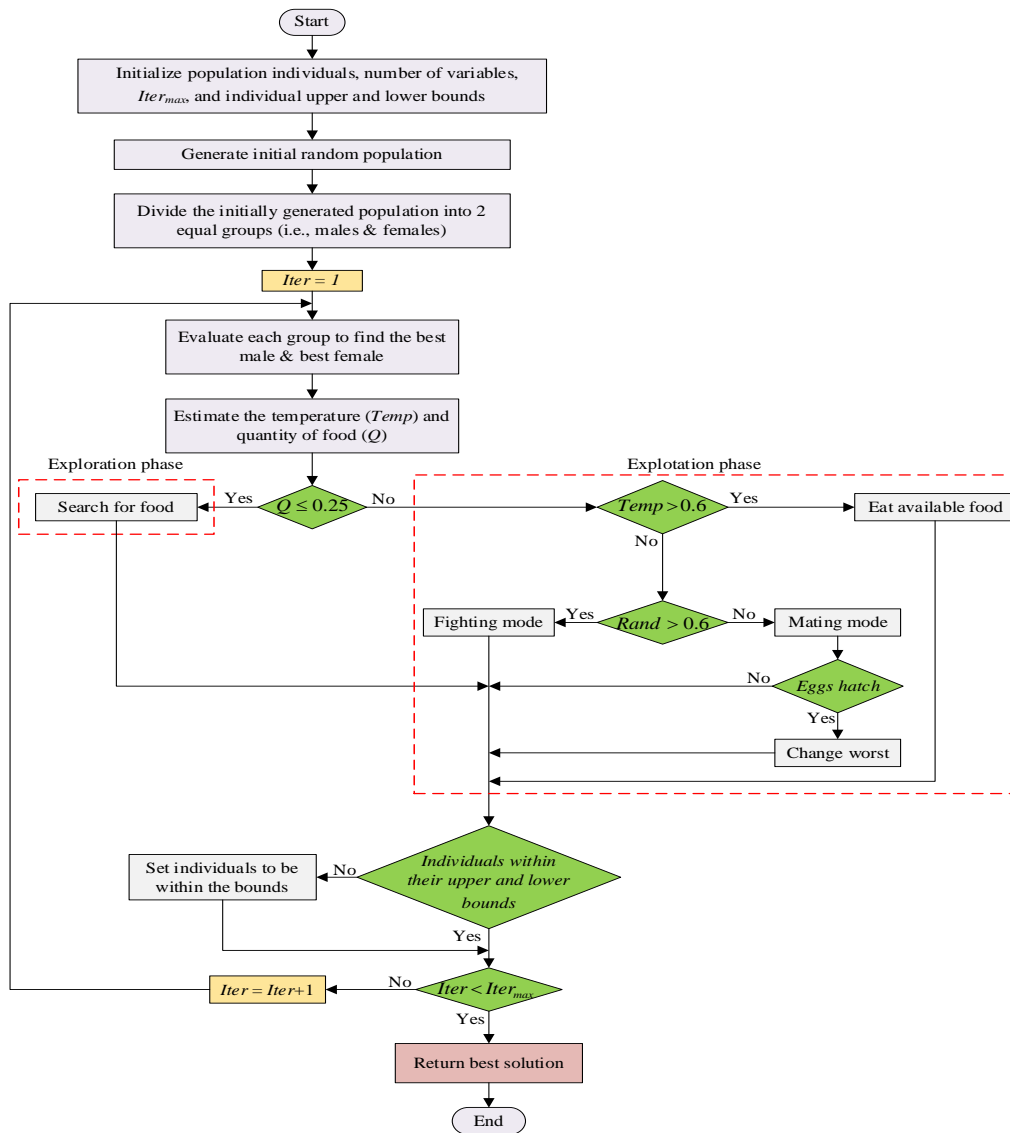 Start
Initialize population individuals, number of variables,
Iter_max, and individual upper and lower bounds
Generate initial random population
Divide the initially generated population into 2
equal groups (i.e., males & females)
Iter = 1
Evaluate each group to find the best
male & best female
Estimate the temperature (Temp) and
quantity of food (Q)
Exploration phase
Explotation phase
Search for food
Yes
Q ≤ 0.25
No
Temp > 0.6
Yes
Eat available food
No
Fighting mode
Yes
Rand > 0.6
No
Mating mode
No
Eggs hatch
Yes
Change worst
Set individuals to be
within the bounds
No
Individuals within
their upper and lower
bounds
Yes
Iter = Iter+1
No
Iter < Iter_max
Yes
Return best solution
End